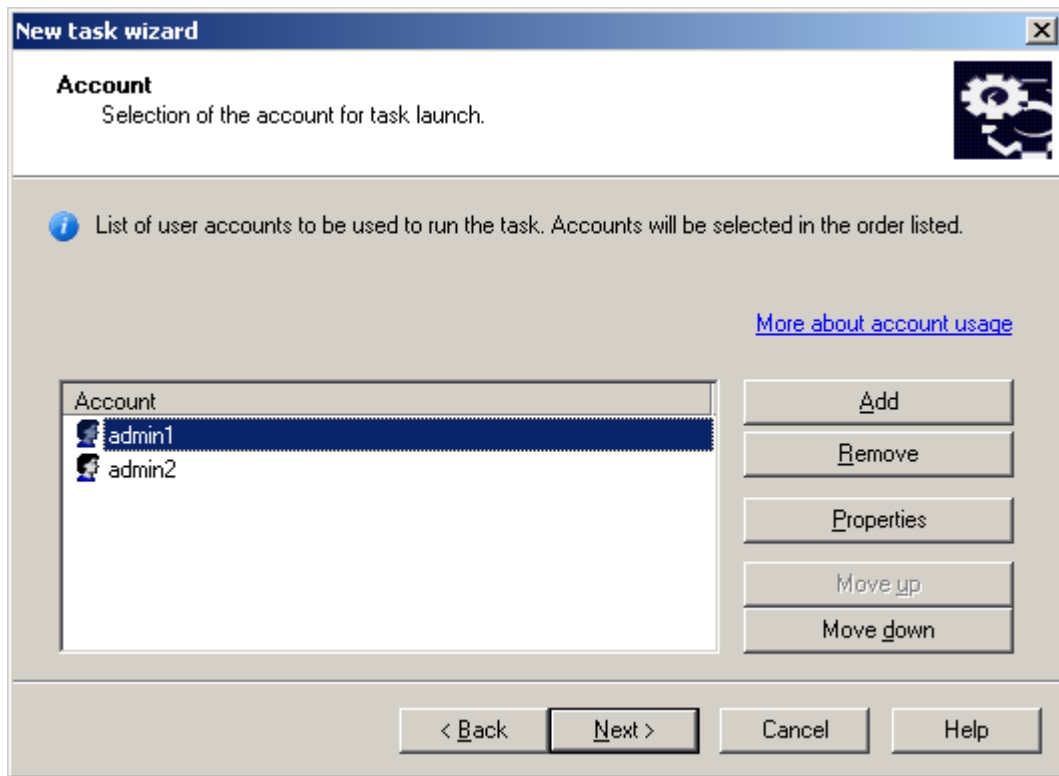 New task wizard
Account
Selection of the account for task launch.
List of user accounts to be used to run the task. Accounts will be selected in the order listed.
More about account usage
Account
admin1
admin2
Add
Remove
Properties
Move up
Move down
< Back
Next >
Cancel
Help